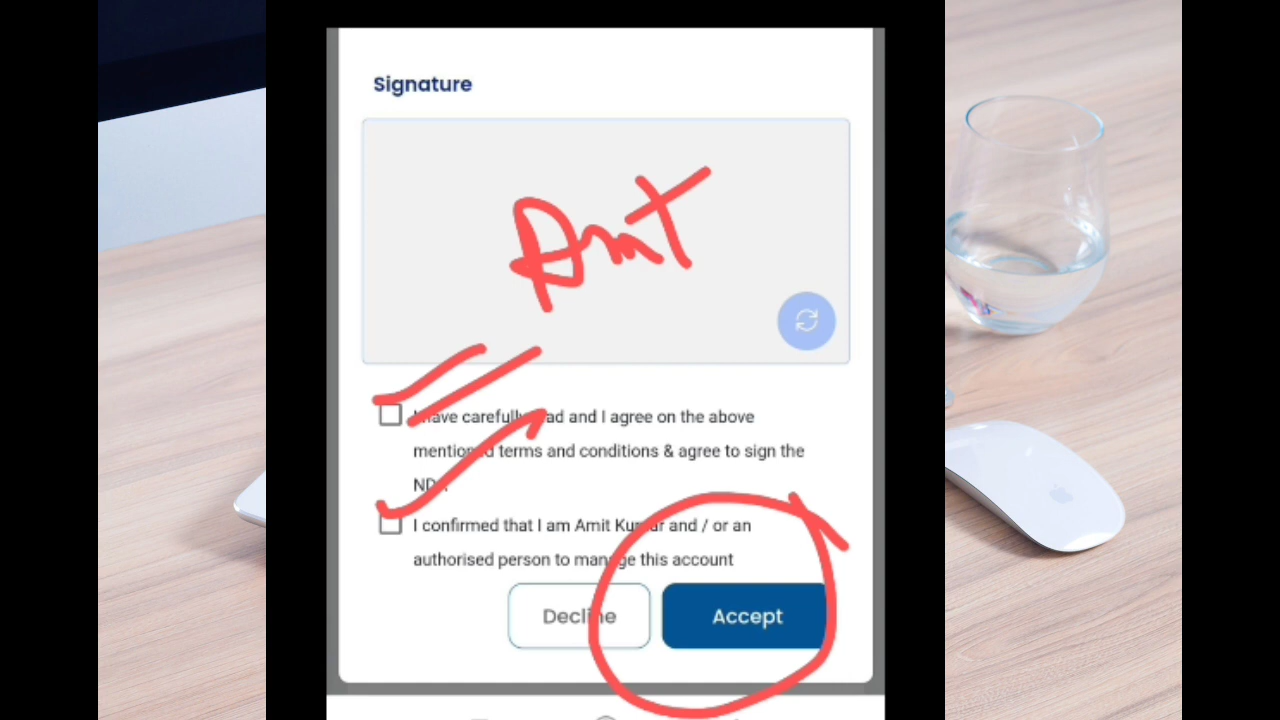 Signature
Amt
I have carefully read and I agree on the above
mentioned terms and conditions & agree to sign the
NDA.
I confirmed that I am Amit Kumar and / or an
authorised person to manage this account
Decline
Accept